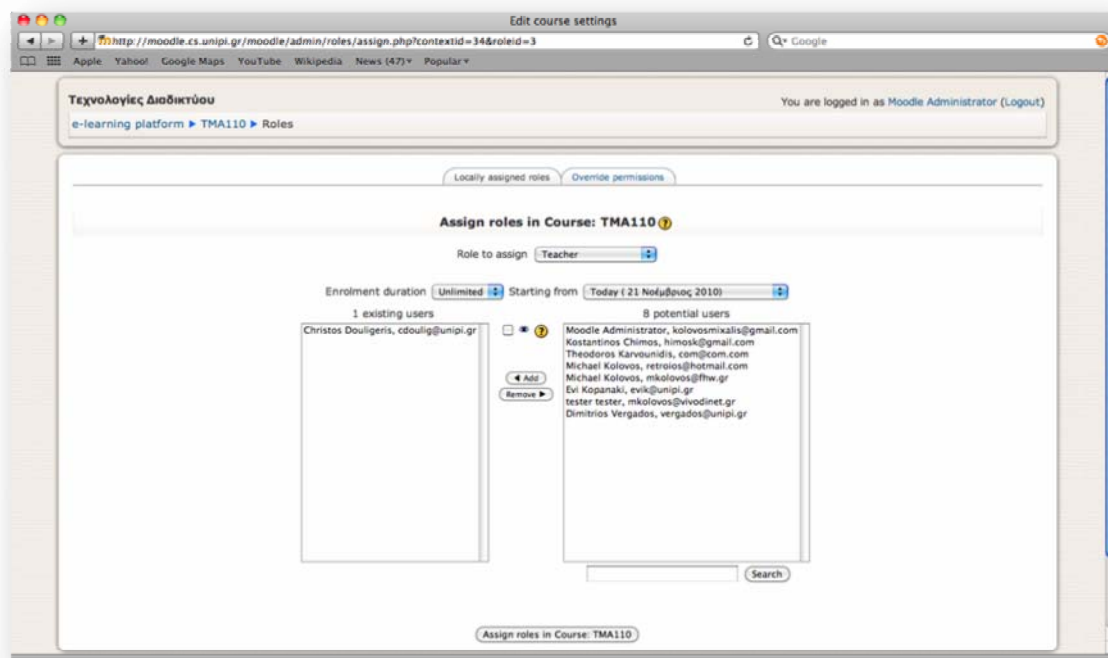 Edit course settings
http://moodle.cs.unipi.gr/moodle/admin/roles/assign.php?contextid=34&roleid=3
Google
Apple Yahoo! Google Maps YouTube Wikipedia News (47) Popular
Τεχνολογίες Διαδικτύου
You are logged in as Moodle Administrator (Logout)
e-learning platform ► TMA110 ► Roles
Locally assigned roles Override permissions
Assign roles in Course: TMA110
Role to assign Teacher
Enrolment duration Unlimited Starting from Today ( 21 Νοέμβριος 2010)
1 existing users
8 potential users
Christos Douligeris, cdoulig@unipi.gr
◄ Add
Remove ►
Moodle Administrator, kolovosmixalis@gmail.com
Kostantinos Chimos, himosk@gmail.com
Theodoros Karvounidis, com@com.com
Michael Kolovos, retroios@hotmail.com
Michael Kolovos, mkolovos@fhw.gr
Evi Kopanaki, evik@unipi.gr
tester tester, mkolovos@vivodinet.gr
Dimitrios Vergados, vergados@unipi.gr
Search
Assign roles in Course: TMA110